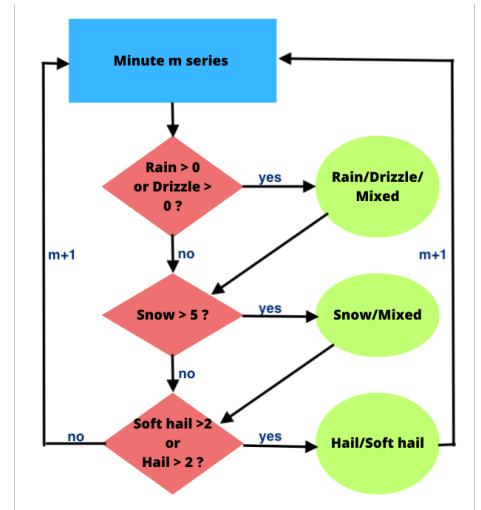 Minute m series
Rain > 0
or Drizzle >
0 ?
yes
Rain/Drizzle/
Mixed
no
m+1
m+1
Snow > 5 ?
yes
Snow/Mixed
no
Soft hail >2
or
Hail > 2 ?
no
yes
Hail/Soft hail